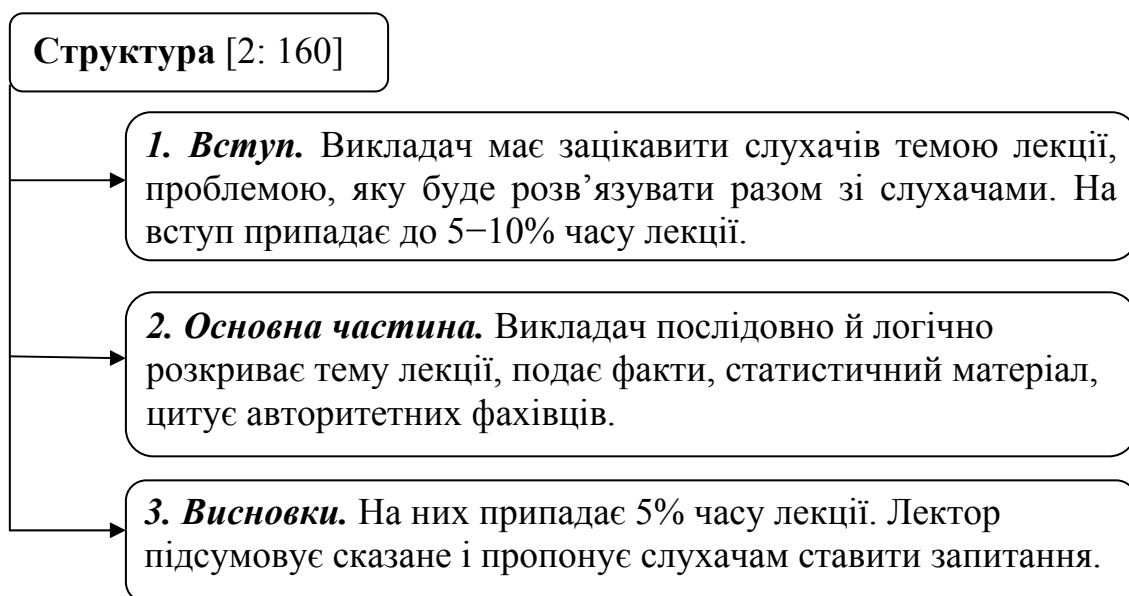 Структура [2: 160]
1. Вступ. Викладач має зацікавити слухачів темою лекції,
проблемою, яку буде розв’язувати разом зі слухачами. На
вступ припадає до 5−10% часу лекції.
2. Основна частина. Викладач послідовно й логічно
розкриває тему лекції, подає факти, статистичний матеріал,
цитує авторитетних фахівців.
3. Висновки. На них припадає 5% часу лекції. Лектор
підсумовує сказане і пропонує слухачам ставити запитання.